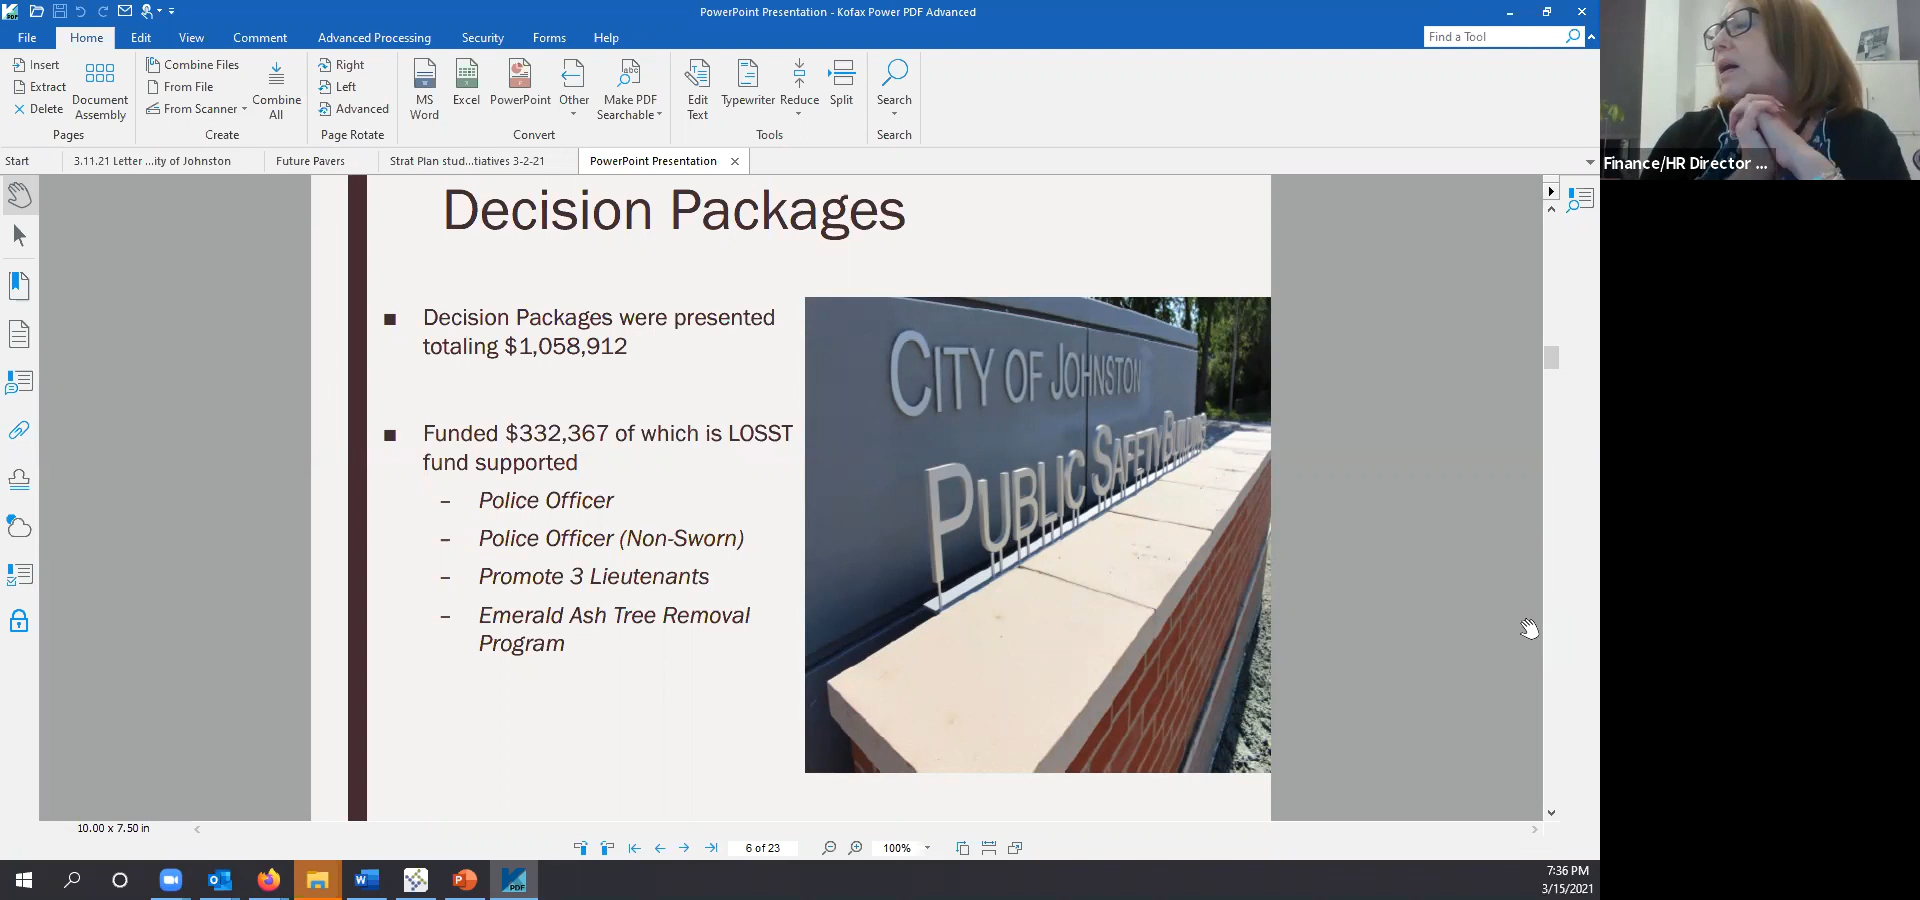 PowerPoint Presentation - Kofax Power PDF Advanced
File Home Edit View Comment Advanced Processing Security Forms Help
Find a Tool
Insert
Extract
Delete
Document
Assembly
Pages
Combine Files
From File
From Scanner
Combine
All
Create
Right
Left
Advanced
Page Rotate
MS
Word
Excel
PowerPoint
Other
Make PDF
Searchable
Convert
Edit
Text
Typewriter
Reduce
Split
Tools
Search
Search
Start
3.11.21 Letter ...ity of Johnston
Future Pavers
Strat Plan stud...tiatives 3-2-21
PowerPoint Presentation
Finance/HR Director ...
Decision Packages
■ Decision Packages were presented
totaling $1,058,912
■ Funded $332,367 of which is LOSST
fund supported
– Police Officer
– Police Officer (Non-Sworn)
– Promote 3 Lieutenants
– Emerald Ash Tree Removal
Program
CITY OF JOHNSTON
PUBLIC SAFETY BUILDING
10.00 x 7.50 in
6 of 23
100%
7:36 PM
3/15/2021